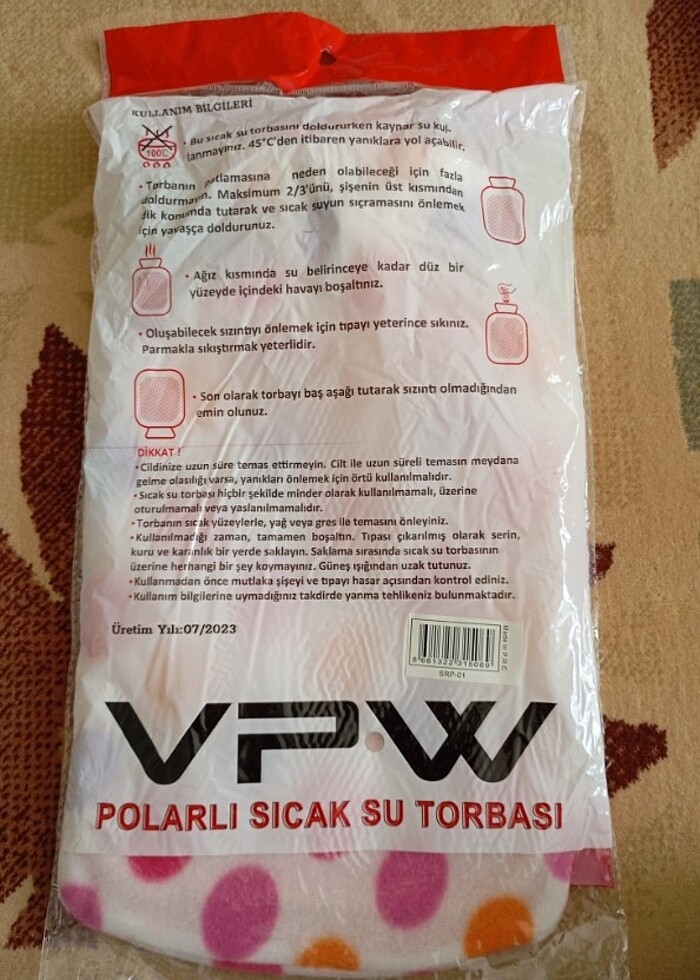 KULLANIM BİLGİLERİ
100C
• Bu sıcak su torbasını doldururken kaynar su kul-
lanmayınız. 45°C'den itibaren yanıklara yol açabilir.
• Torbanın patlamasına neden olabileceği için fazla
doldurmayın. Maksimum 2/3'ünü, şişenin üst kısmından
dik konumda tutarak ve sıcak suyun sıçramasını önlemek
için yavaşça doldurunuz.
• Ağız kısmında su belirinceye kadar düz bir
yüzeyde içindeki havayı boşaltınız.
• Oluşabilecek sızıntıyı önlemek için tıpayı yeterince sıkınız.
Parmakla sıkıştırmak yeterlidir.
• Son olarak torbayı baş aşağı tutarak sızıntı olmadığından
emin olunuz.
DİKKAT !
• Cildinize uzun süre temas ettirmeyin. Cilt ile uzun süreli temasın meydana
gelme olasılığı varsa, yanıkları önlemek için örtü kullanılmalıdır.
• Sıcak su torbası hiçbir şekilde minder olarak kullanılmamalı, üzerine
oturulmamalı veya yaslanılmamalıdır.
• Torbanın sıcak yüzeylerle, yağ veya gres ile temasını önleyiniz.
• Kullanılmadığı zaman, tamamen boşaltın. Tıpası çıkarılmış olarak serin,
kuru ve karanlık bir yerde saklayın. Saklama sırasında sıcak su torbasının
üzerine herhangi bir şey koymayınız. Güneş ışığından uzak tutunuz.
• Kullanmadan önce mutlaka şişeyi ve tıpayı hasar açısından kontrol ediniz.
• Kullanım bilgilerine uymadığınız takdirde yanma tehlikeniz bulunmaktadır.
Üretim Yılı:07/2023
Made in P.R.C
8 681322 315069
SRP-01
VPW
POLARLI SICAK SU TORBASI